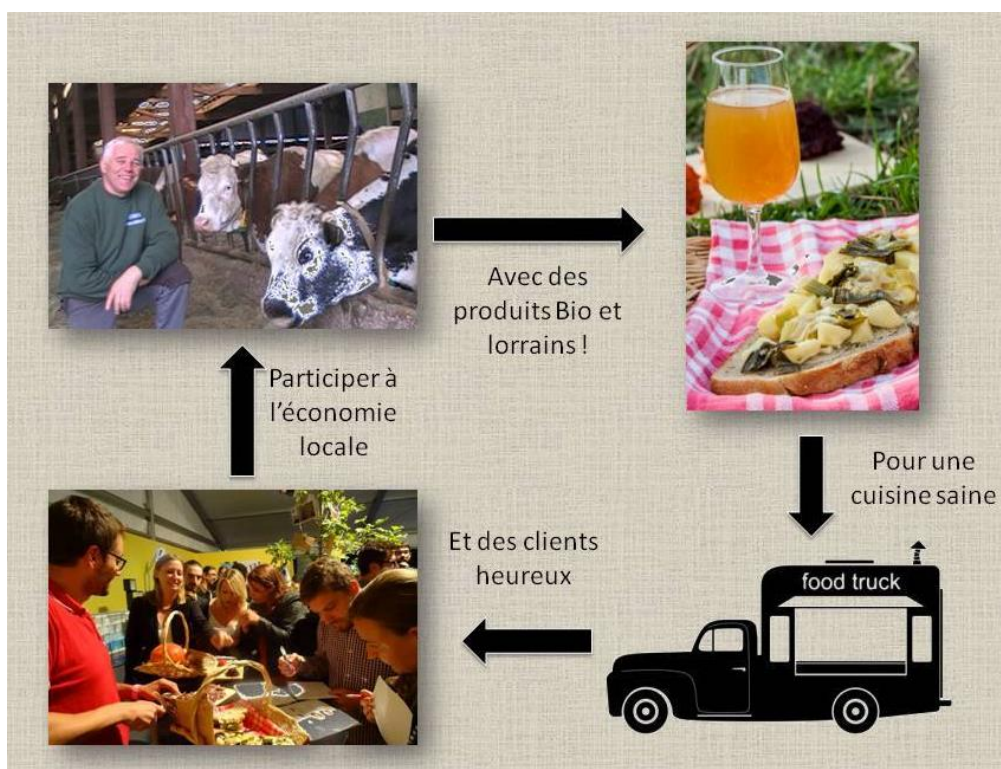 Avec des
produits Bio et
lorrains !
Pour une
cuisine saine
food truck
Et des clients
heureux
Participer à
l'économie
locale